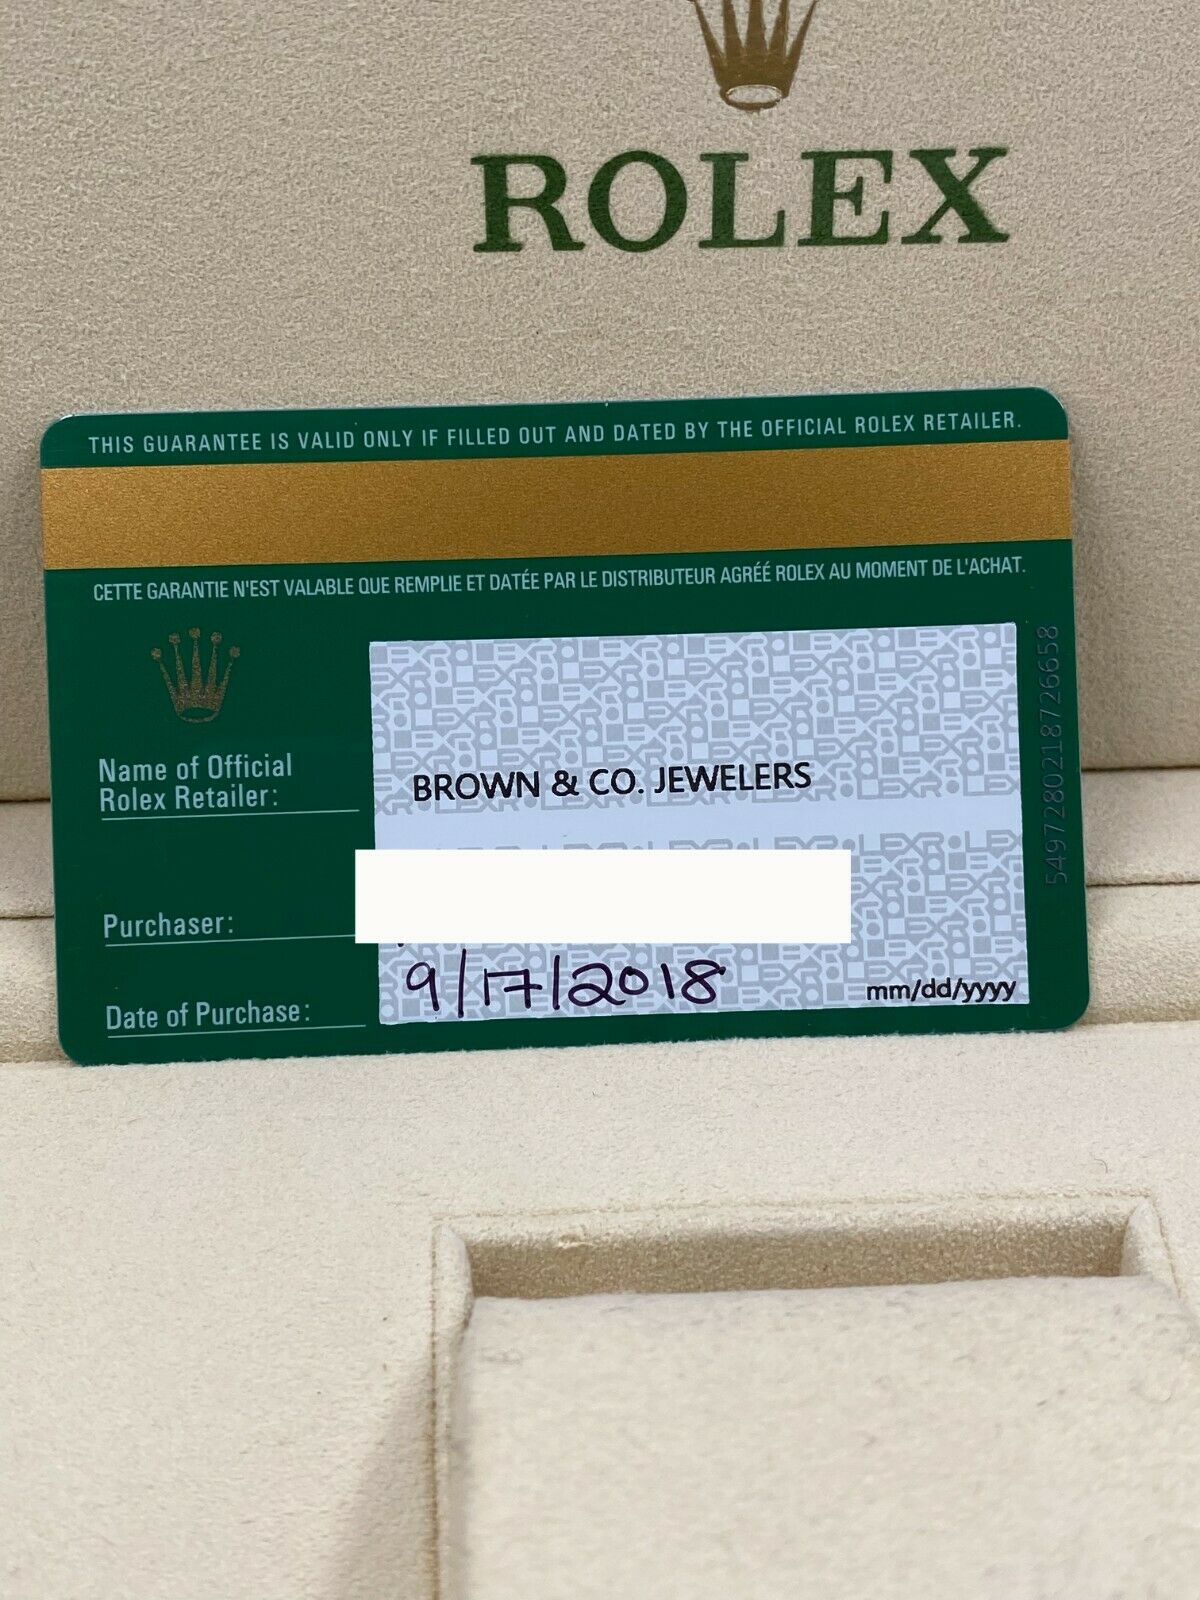 ROLEX
THIS GUARANTEE IS VALID ONLY IF FILLED OUT AND DATED BY THE OFFICIAL ROLEX RETAILER.
CETTE GARANTIE N'EST VALABLE QUE REMPLIE ET DATÉE PAR LE DISTRIBUTEUR AGRÉÉ ROLEX AU MOMENT DE L'ACHAT.
Name of Official
Rolex Retailer:
BROWN & CO. JEWELERS
Purchaser:
Date of Purchase:
9/17/2018
mm/dd/yyyy
5497280218726658